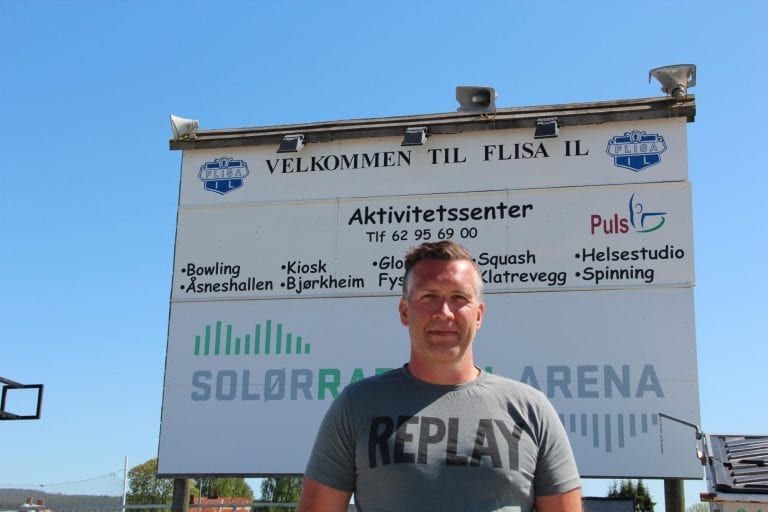 VELKOMMEN TIL FLISA IL
FLISA
IL
FLISA
IL
Aktivitetssenter
Tlf 62 95 69 00
Puls
•Bowling •Kiosk •Squash •Helsestudio
•Åsneshallen •Bjørkheim Klatrevegg •Spinning
SOLØR ARENA
REPLAY